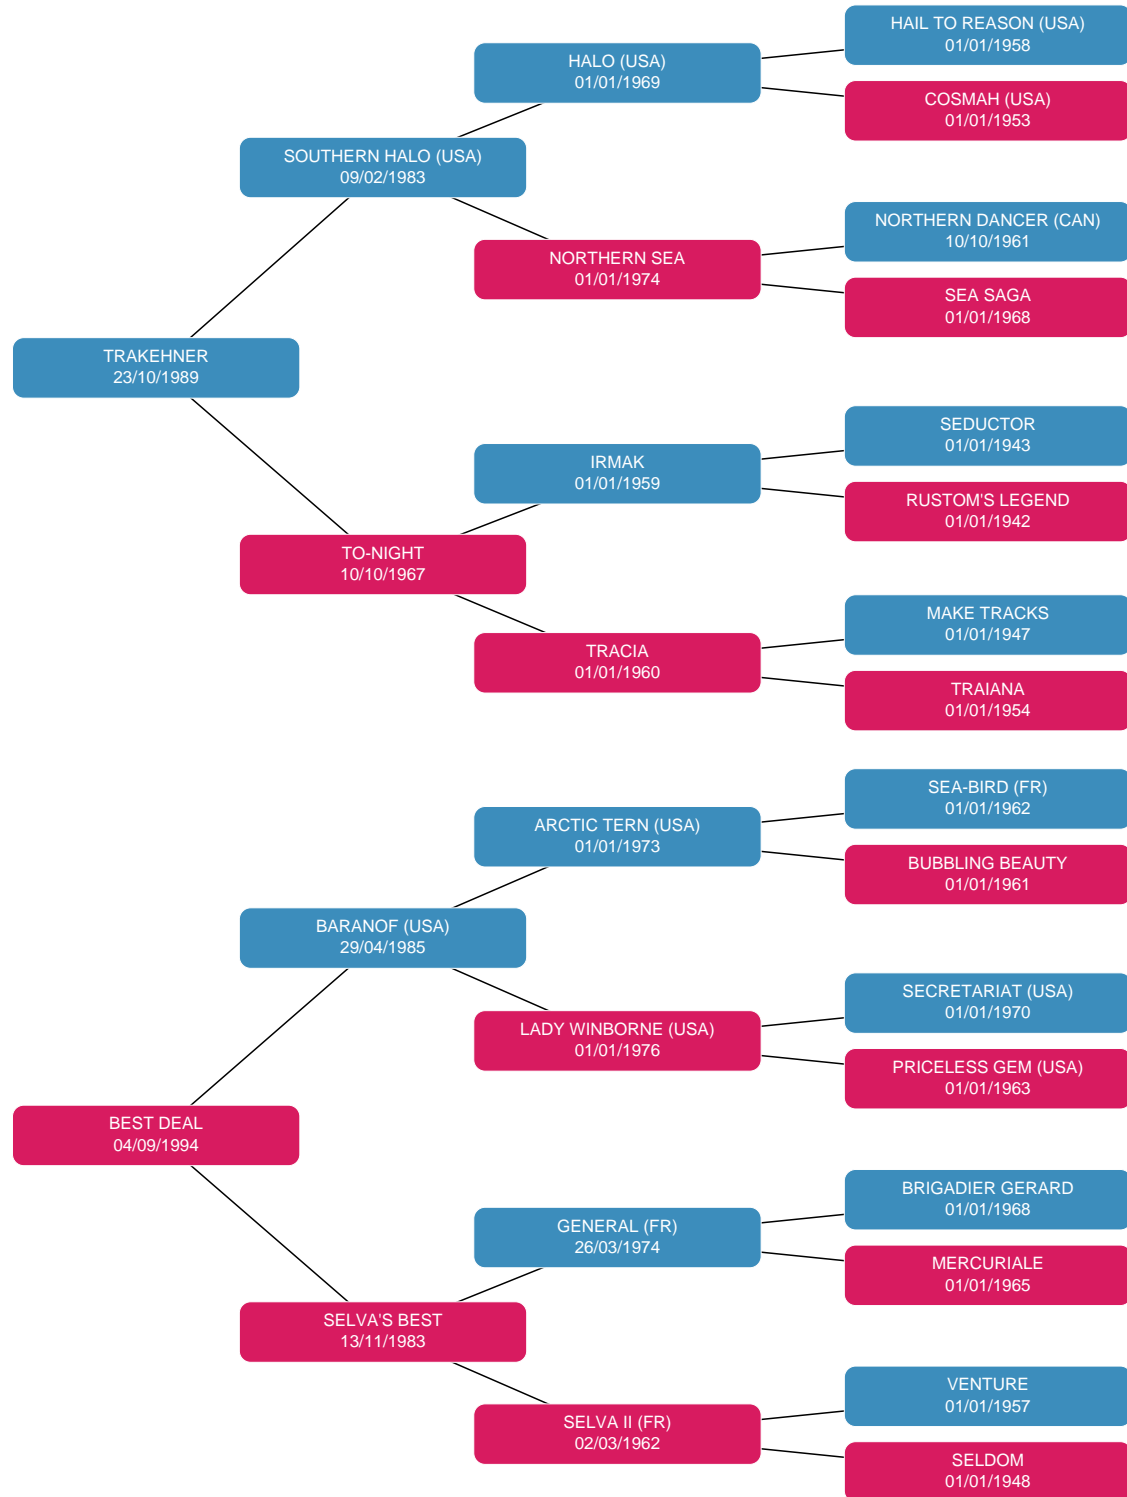 HAIL TO REASON (USA)
01/01/1958
HALO (USA)
01/01/1969
COSMAH (USA)
01/01/1953
SOUTHERN HALO (USA)
09/02/1983
NORTHERN DANCER (CAN)
10/10/1961
NORTHERN SEA
01/01/1974
SEA SAGA
01/01/1968
TRAKEHNER
23/10/1989
SEDUCTOR
01/01/1943
IRMAK
01/01/1959
RUSTOM'S LEGEND
01/01/1942
TO-NIGHT
10/10/1967
MAKE TRACKS
01/01/1947
TRACIA
01/01/1960
TRAIANA
01/01/1954
SEA-BIRD (FR)
01/01/1962
ARCTIC TERN (USA)
01/01/1973
BUBBLING BEAUTY
01/01/1961
BARANOF (USA)
29/04/1985
SECRETARIAT (USA)
01/01/1970
LADY WINBORNE (USA)
01/01/1976
PRICELESS GEM (USA)
01/01/1963
BEST DEAL
04/09/1994
BRIGADIER GERARD
01/01/1968
GENERAL (FR)
26/03/1974
MERCURIALE
01/01/1965
SELVA'S BEST
13/11/1983
VENTURE
01/01/1957
SELVA II (FR)
02/03/1962
SELDOM
01/01/1948